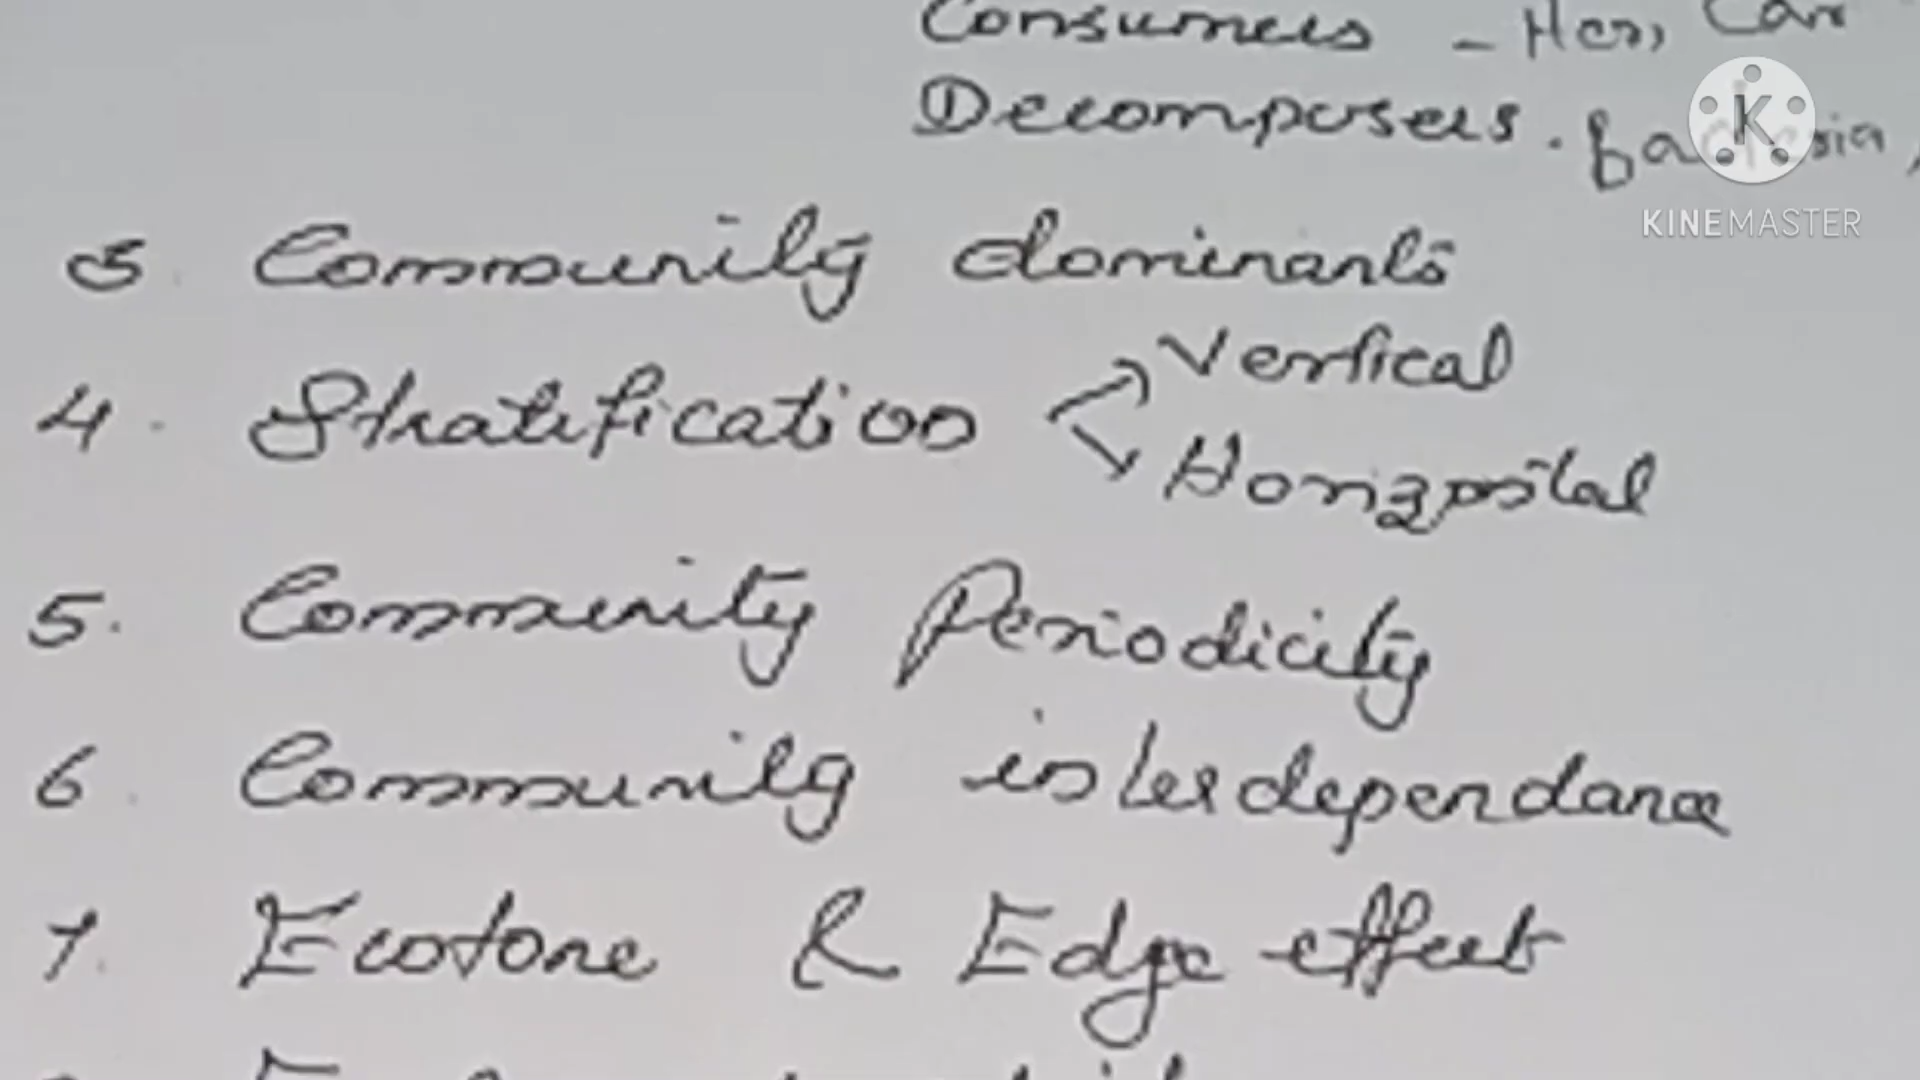 Consumers - Her, Car
Decomposers. bacteria,
KINEMASTER
3. Community dominants
4. Stratification Vertical
Horizontal
5. Community Periodicity
6. Community interdependance
7. Ecotone & Edge effect